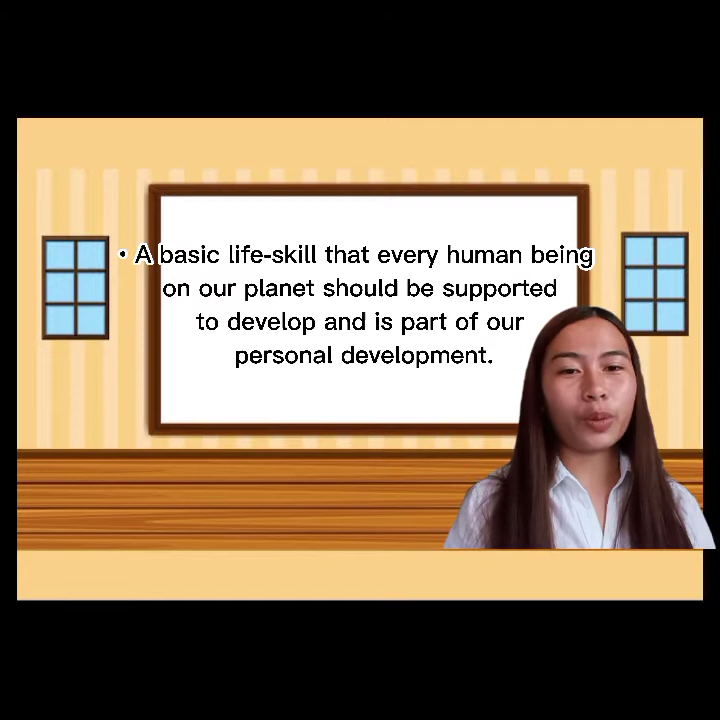 • A basic life-skill that every human being
on our planet should be supported
to develop and is part of our
personal development.